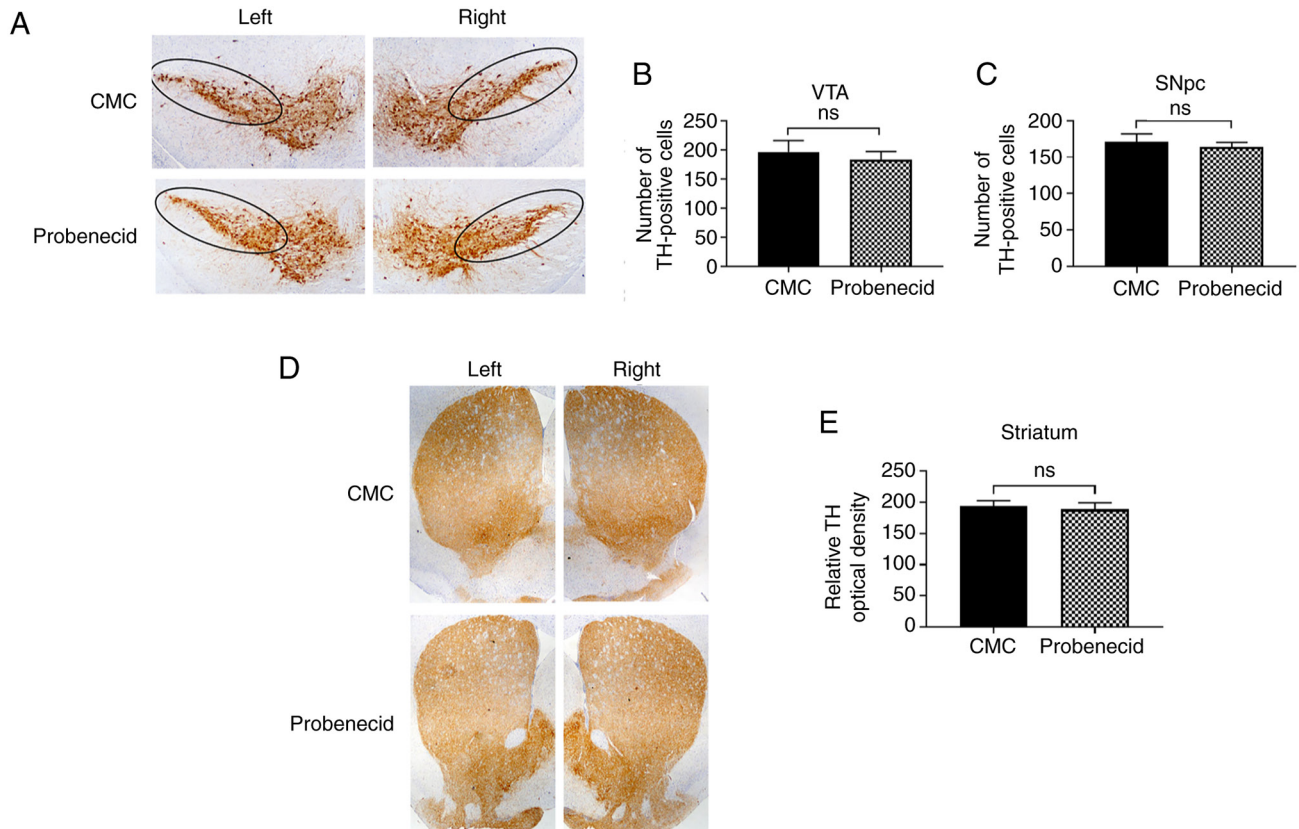 A
Left
Right
CMC
Probenecid
B
VTA
ns
Number of
TH-positive cells
250
200
150
100
50
0
CMC
Probenecid
C
SNpc
ns
Number of
TH-positive cells
200
150
100
50
0
CMC
Probenecid
D
Left
Right
CMC
Probenecid
E
Striatum
ns
Relative TH
optical density
250
200
150
100
50
0
CMC
Probenecid